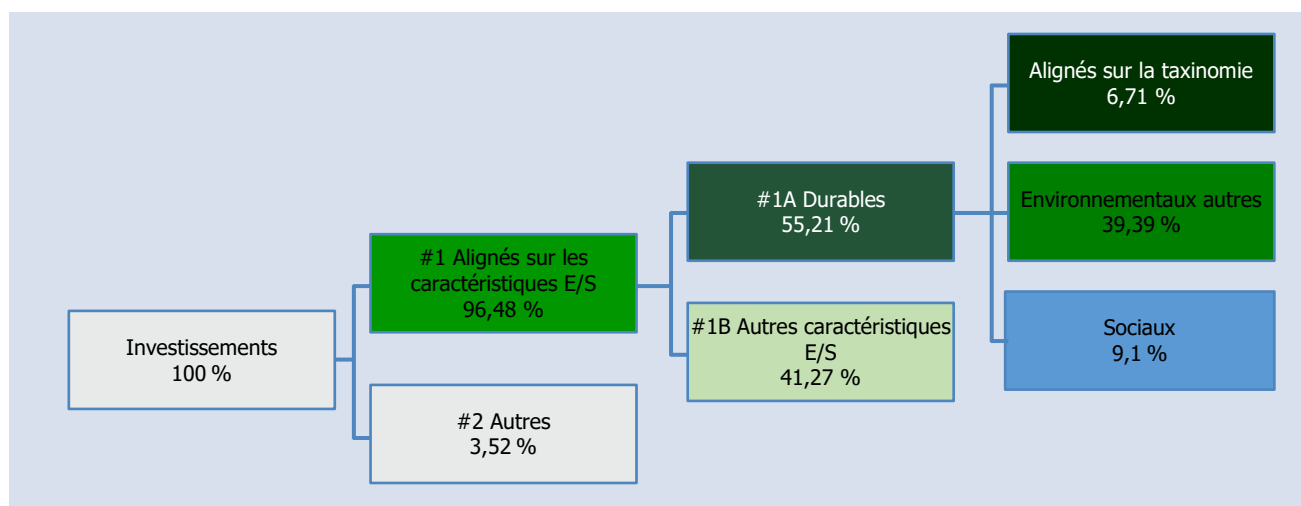 Investissements
100 %
#1 Alignés sur les
caractéristiques E/S
96,48 %
#2 Autres
3,52 %
#1A Durables
55,21 %
#1B Autres caractéristiques
E/S
41,27 %
Alignés sur la taxinomie
6,71 %
Environnementaux autres
39,39 %
Sociaux
9,1 %